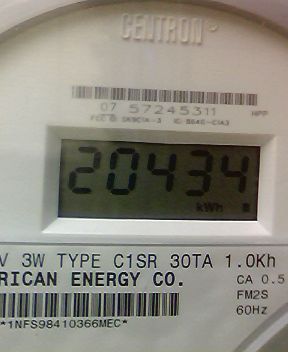 CENTRON
07 57245311 HPP
20434
kWh
V 3W TYPE C1SR 30TA 1.0Kh
RICAN ENERGY CO. CA 0.5
FM2S
60Hz
*1NFS98410366MEC*